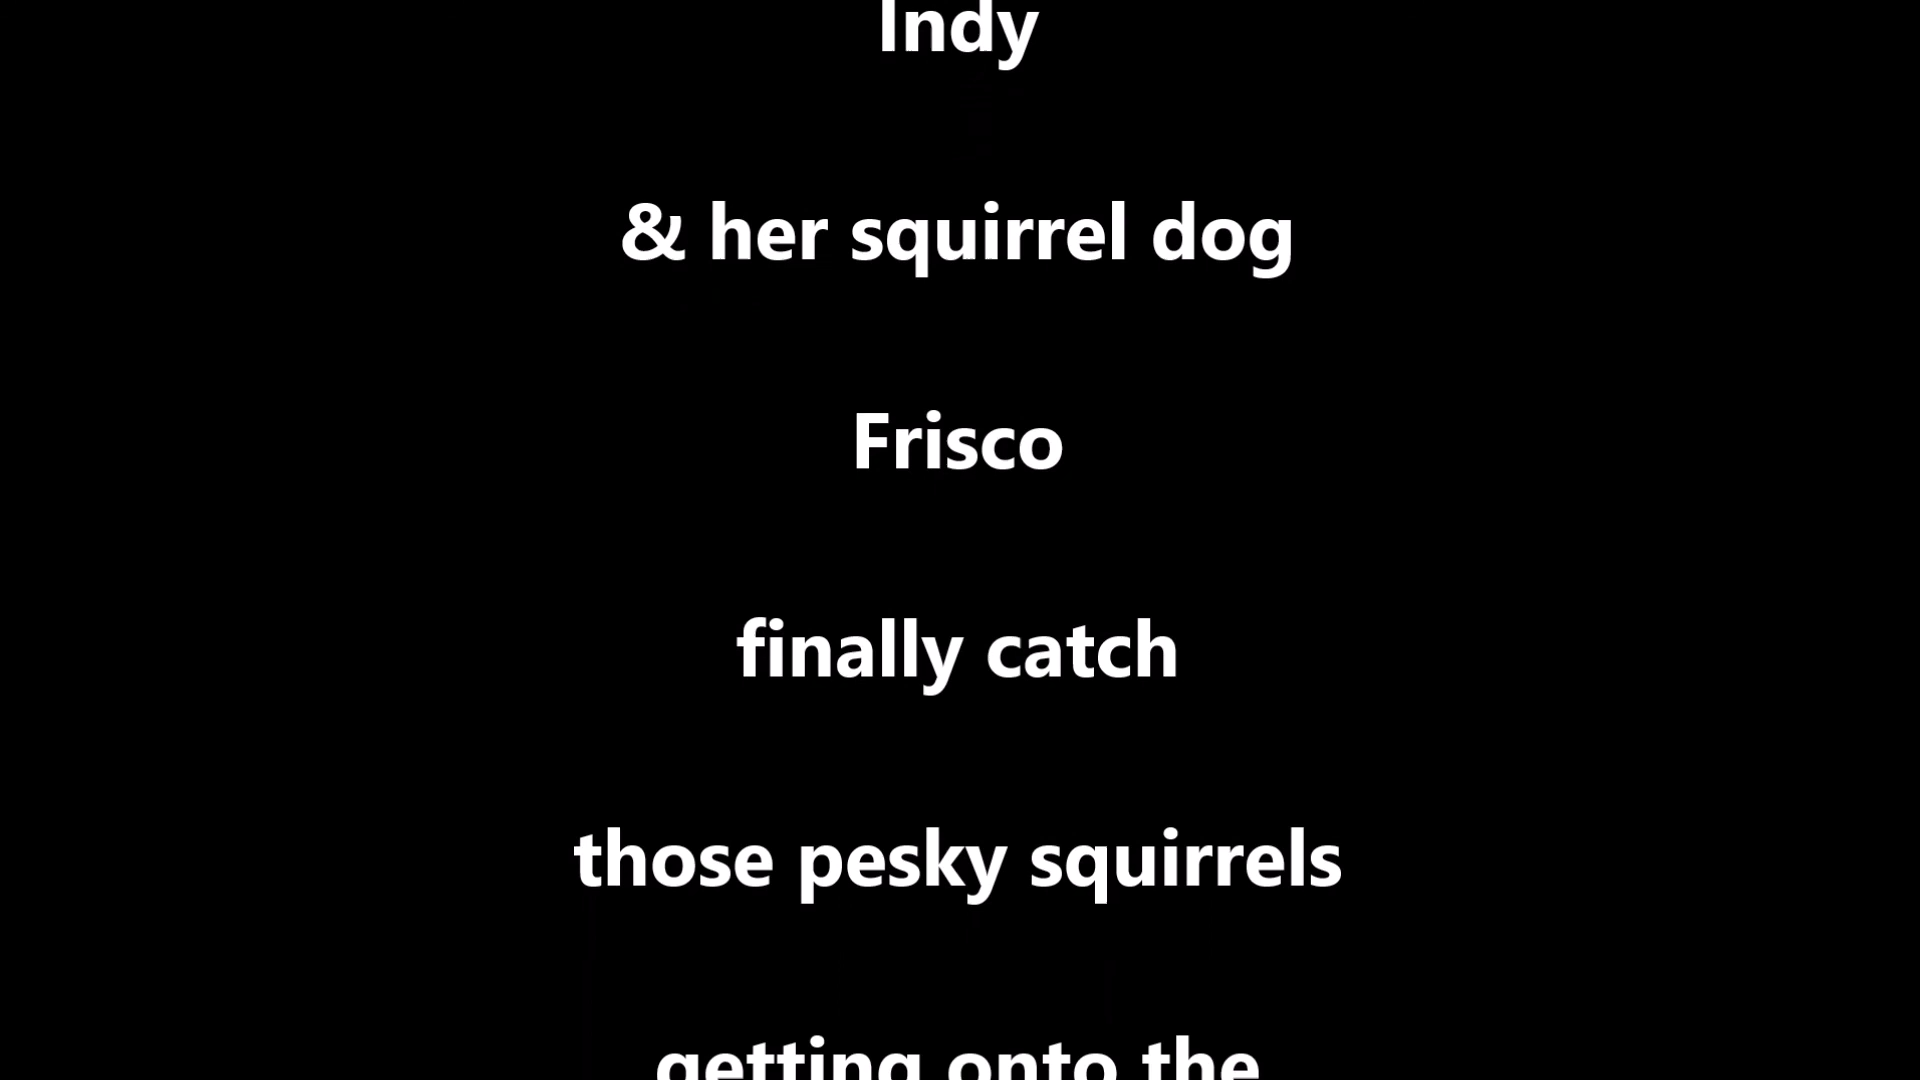 Indy
& her squirrel dog
Frisco
finally catch
those pesky squirrels
getting onto the